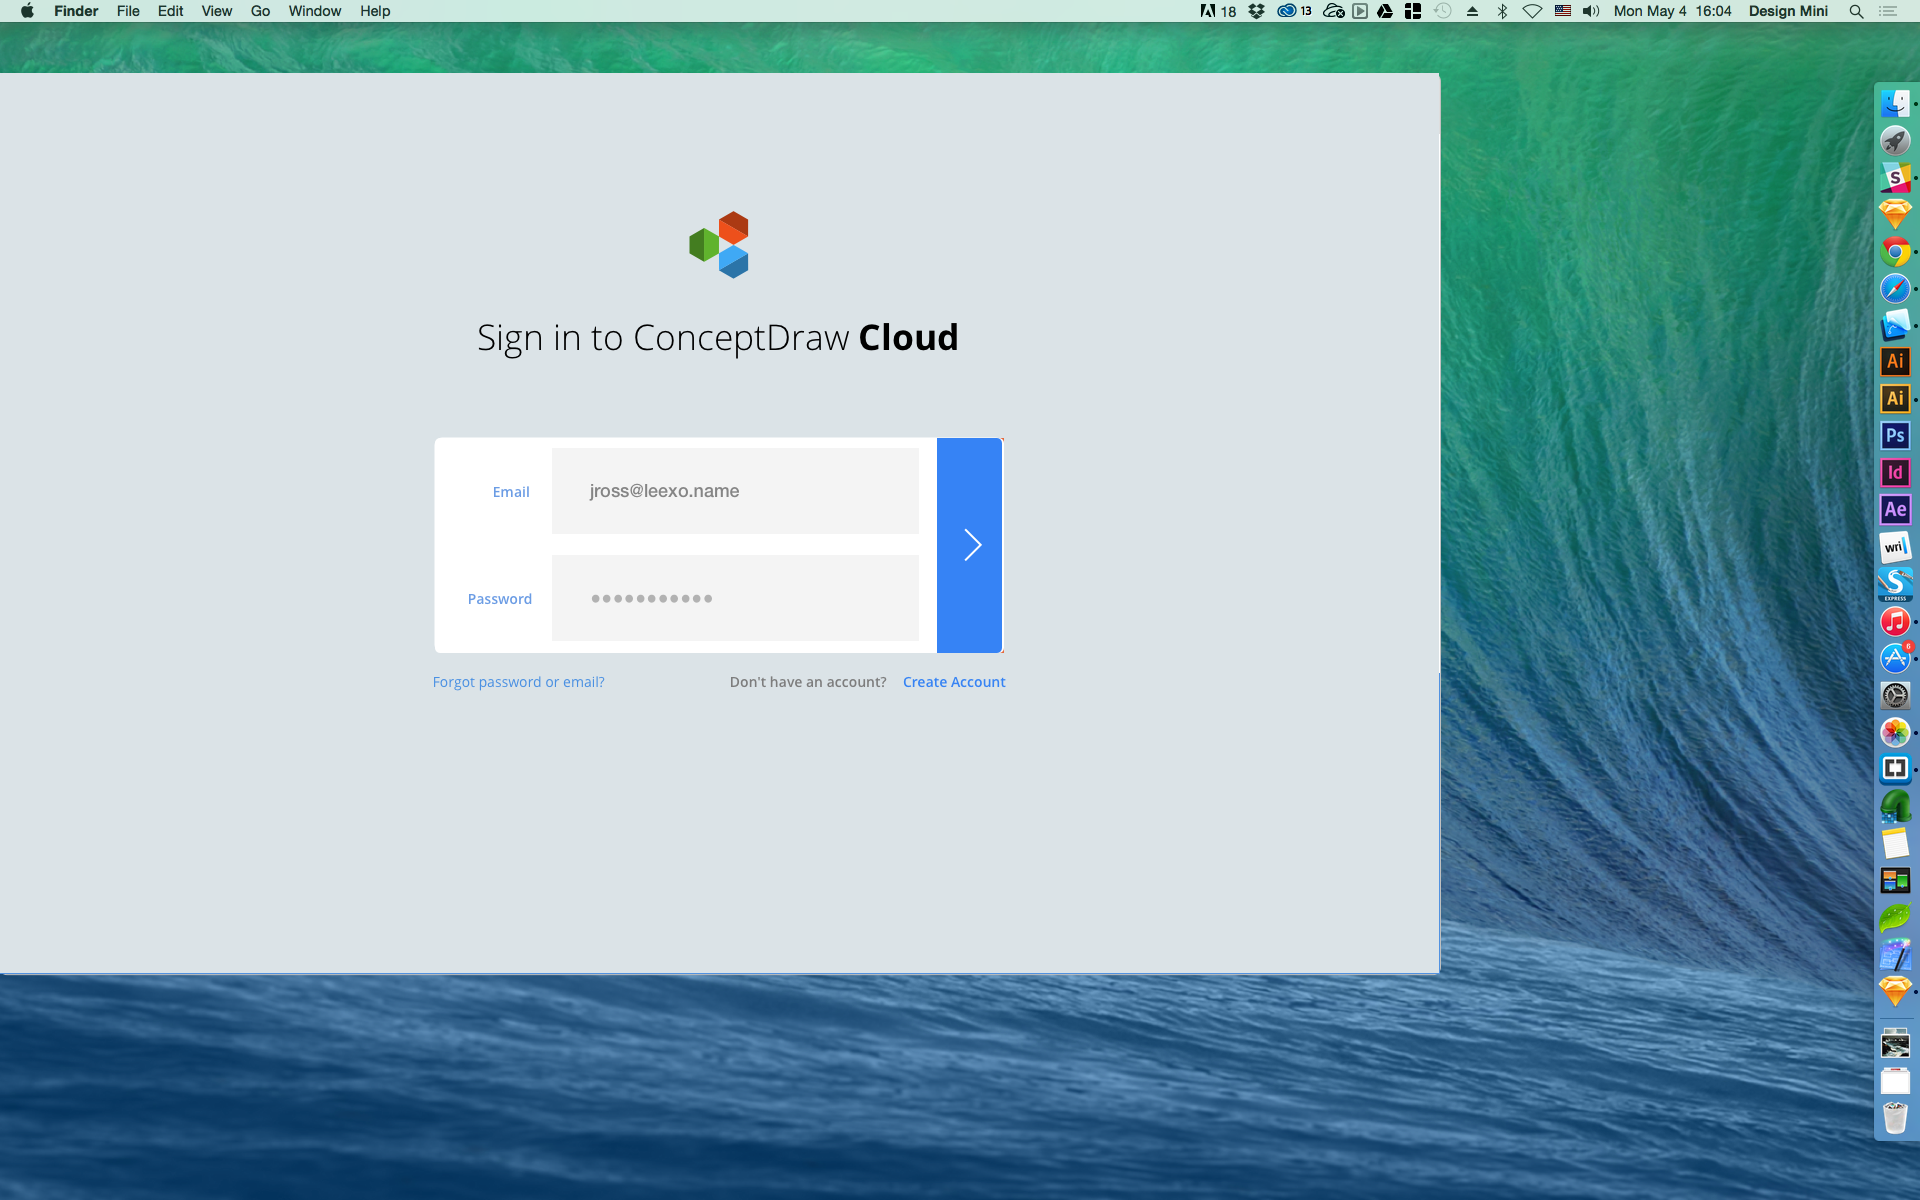 Finder File Edit View Go Window Help 18 13 Mon May 4 16:04 Design Mini
Sign in to ConceptDraw Cloud
Email jross@leexo.name
Password
Forgot password or email? Don't have an account? Create Account
S
Ai
Ai
Ps
Id
Ae
wri
S
EXPRESS
6